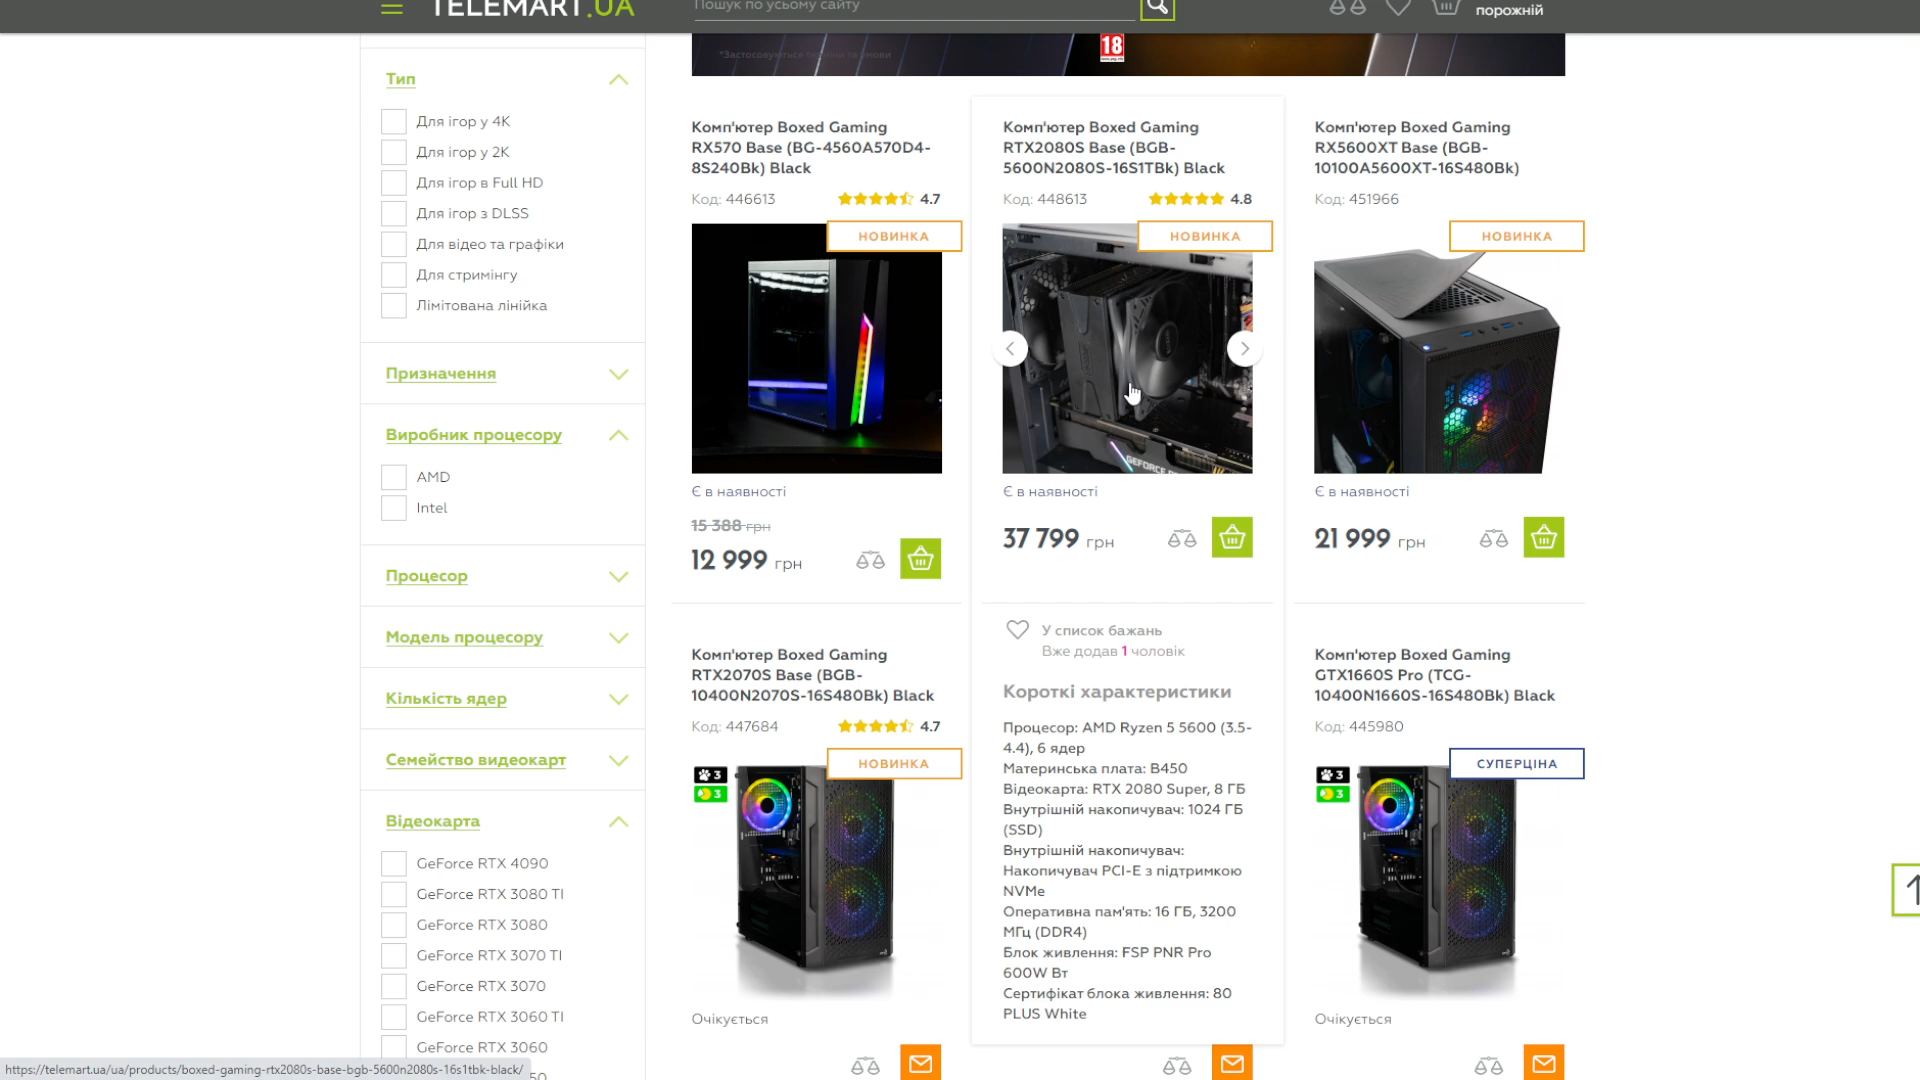 TELEMART.UA
Пошук по усьому сайту
порожній
*Застосовуються терміни та умови
18
Тип
Для ігор у 4K
Для ігор у 2K
Для ігор в Full HD
Для ігор з DLSS
Для відео та графіки
Для стримінгу
Лімітована лінійка
Призначення
Виробник процесору
AMD
Intel
Процесор
Модель процесору
Кількість ядер
Семейство видеокарт
Відеокарта
GeForce RTX 4090
GeForce RTX 3080 TI
GeForce RTX 3080
GeForce RTX 3070 TI
GeForce RTX 3070
GeForce RTX 3060 TI
GeForce RTX 3060
Комп'ютер Boxed Gaming
RX570 Base (BG-4560A570D4-
8S240Bk) Black
Код: 446613
4.7
НОВИНКА
Є в наявності
15 388 грн
12 999 грн
Комп'ютер Boxed Gaming
RTX2080S Base (BGB-
5600N2080S-16S1TBk) Black
Код: 448613
4.8
НОВИНКА
GEFORCE
Є в наявності
37 799 грн
У список бажань
Вже додав 1 чоловік
Короткі характеристики
Процесор: AMD Ryzen 5 5600 (3.5-
4.4), 6 ядер
Материнська плата: B450
Відеокарта: RTX 2080 Super, 8 ГБ
Внутрішній накопичувач: 1024 ГБ
(SSD)
Внутрішній накопичувач:
Накопичувач PCI-E з підтримкою
NVMe
Оперативна пам'ять: 16 ГБ, 3200
МГц (DDR4)
Блок живлення: FSP PNR Pro
600W Вт
Сертифікат блока живлення: 80
PLUS White
Комп'ютер Boxed Gaming
RX5600XT Base (BGB-
10100A5600XT-16S480Bk)
Код: 451966
НОВИНКА
Є в наявності
21 999 грн
Комп'ютер Boxed Gaming
RTX2070S Base (BGB-
10400N2070S-16S480Bk) Black
Код: 447684
4.7
НОВИНКА
3
3
Очікується
Комп'ютер Boxed Gaming
GTX1660S Pro (TCG-
10400N1660S-16S480Bk) Black
Код: 445980
СУПЕРЦІНА
3
3
Очікується
https://telemart.ua/ua/products/boxed-gaming-rtx2080s-base-bgb-5600n2080s-16s1tbk-black/